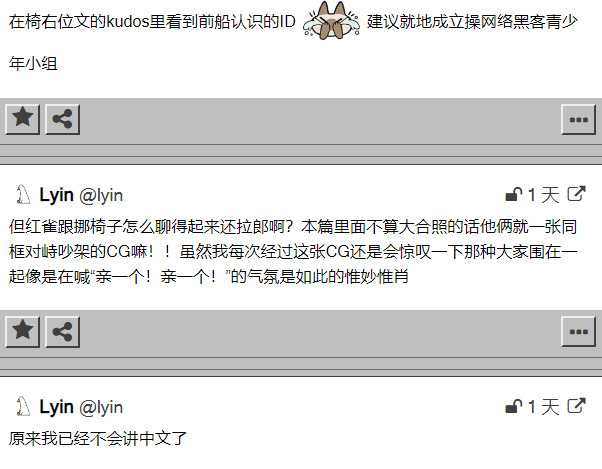 在椅右位文的kudos里看到前船认识的ID 建议就地成立操网络黑客青少
年小组
Lyin @lyin 1 天
但红雀跟挪椅子怎么聊得起来还拉郎啊？本篇里面不算大合照的话他俩就一张同
框对峙吵架的CG嘛！！虽然我每次经过这张CG还是会惊叹一下那种大家围在一
起像是在喊“亲一个！亲一个！”的气氛是如此的惟妙惟肖
Lyin @lyin 1 天
原来我已经不会讲中文了